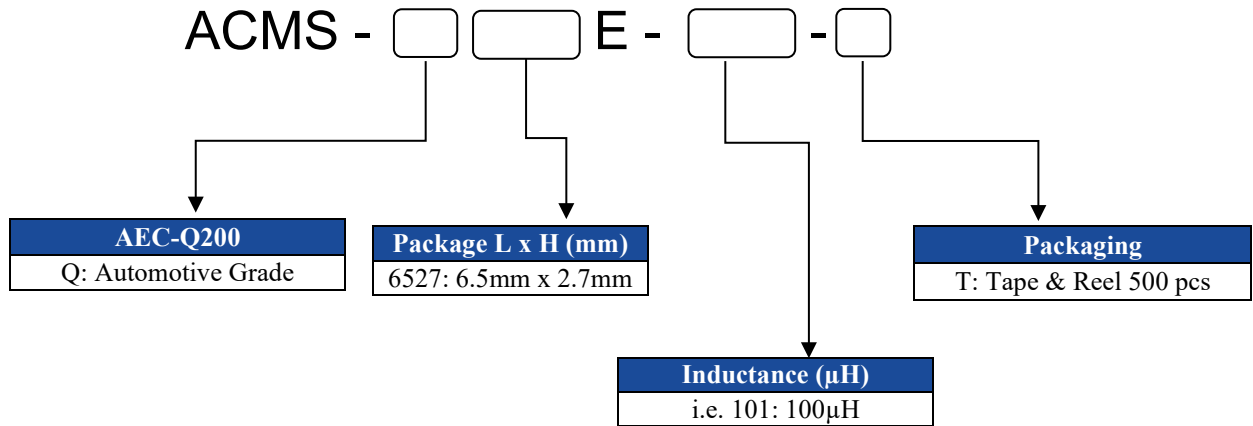 ACMS - E - -
AEC-Q200
Q: Automotive Grade
Package L x H (mm)
6527: 6.5mm x 2.7mm
Inductance (µH)
i.e. 101: 100µH
Packaging
T: Tape & Reel 500 pcs